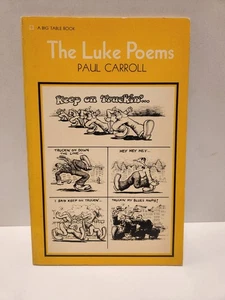 A BIG TABLE BOOK
The Luke Poems
PAUL CARROLL
Keep on Truckin'...
TRUCKIN' ON DOWN
THE LINE...
HEY HEY HEY...
I SAID KEEP ON TRUCKIN'...
TRUCKIN' MY BLUES AWAY!